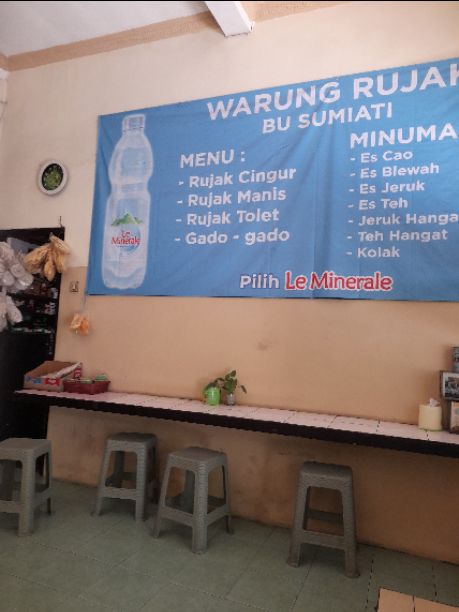 WARUNG RUJAK
BU SUMIATI
MENU :
- Rujak Cingur
- Rujak Manis
- Rujak Tolet
- Gado - gado
MINUMA
- Es Cao
- Es Blewah
- Es Jeruk
- Es Teh
- Jeruk Hanga
- Teh Hangat
- Kolak
Le Minerale
Pilih Le Minerale